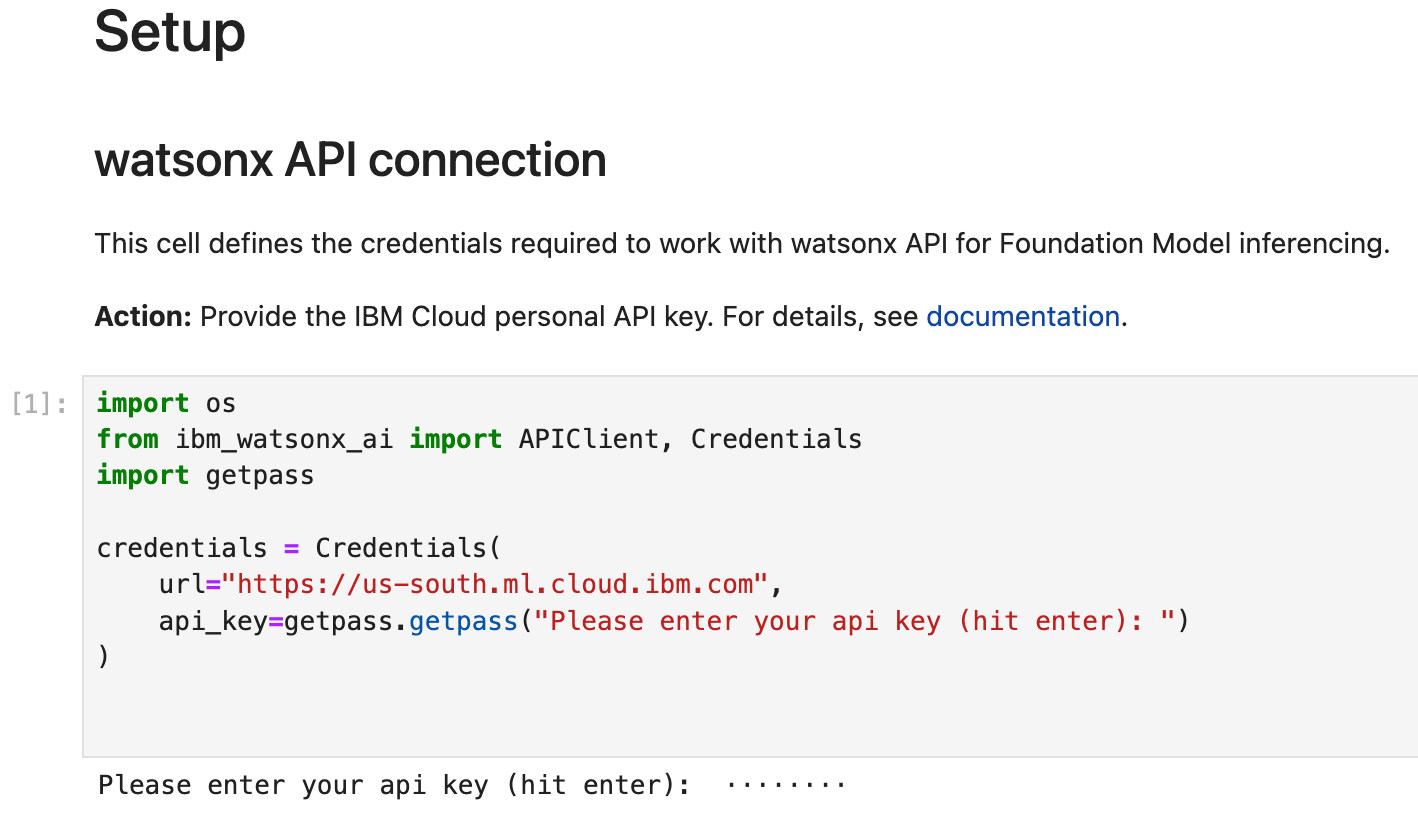 Setup
watsonx API connection
This cell defines the credentials required to work with watsonx API for Foundation Model inferencing.
Action: Provide the IBM Cloud personal API key. For details, see documentation.
[1]:
import os
from ibm_watsonx_ai import APIClient, Credentials
import getpass
credentials = Credentials(
    url="https://us-south.ml.cloud.ibm.com",
    api_key=getpass.getpass("Please enter your api key (hit enter): ")
)
Please enter your api key (hit enter):  ········